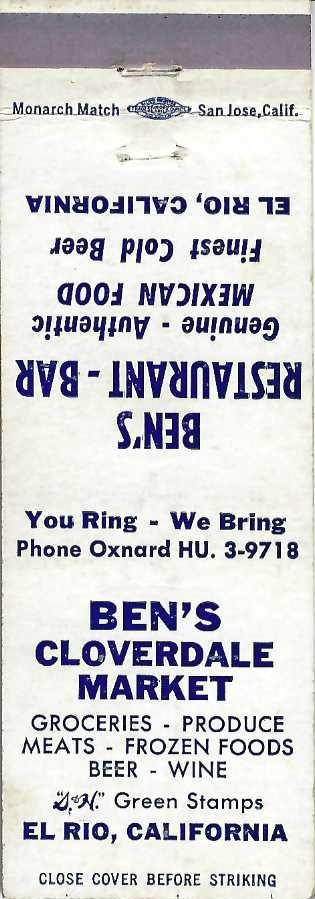 Monarch Match San Jose, Calif.
BEN'S
RESTAURANT - BAR
Genuine - Authentic
MEXICAN FOOD
Finest Cold Beer
EL RIO, CALIFORNIA
You Ring - We Bring
Phone Oxnard HU. 3-9718
BEN'S
CLOVERDALE
MARKET
GROCERIES - PRODUCE
MEATS - FROZEN FOODS
BEER - WINE
"S&H." Green Stamps
EL RIO, CALIFORNIA
CLOSE COVER BEFORE STRIKING